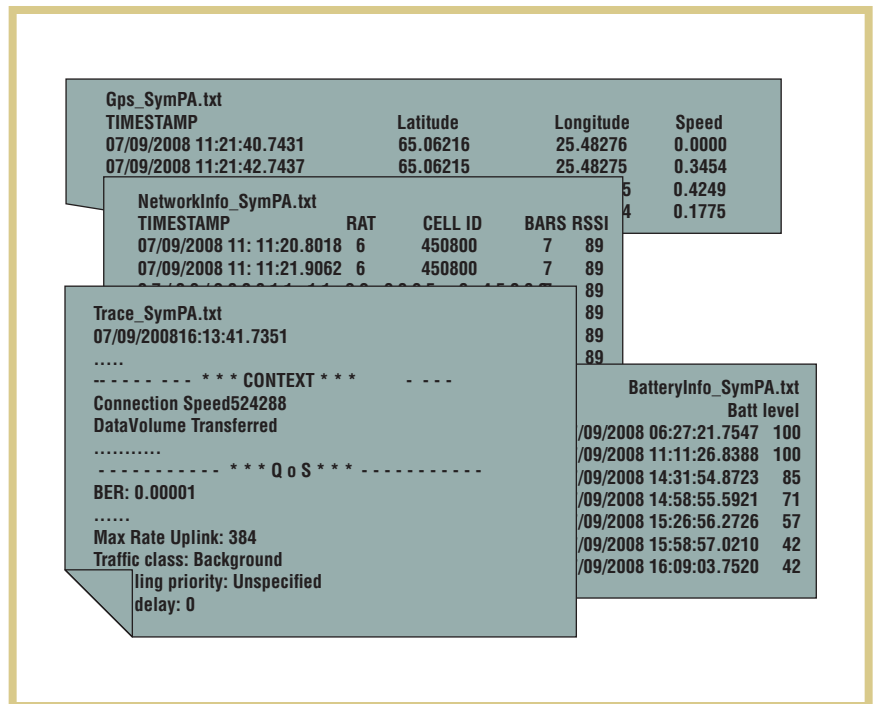 Gps_SymPA.txt
TIMESTAMP Latitude Longitude Speed
07/09/2008 11:21:40.7431 65.06216 25.48276 0.0000
07/09/2008 11:21:42.7437 65.06215 25.48275 0.3454
5 0.4249
4 0.1775
NetworkInfo_SymPA.txt
TIMESTAMP RAT CELL ID BARS RSSI
07/09/2008 11: 11:20.8018 6 450800 7 89
07/09/2008 11: 11:21.9062 6 450800 7 89
89
89
89
89
Trace_SymPA.txt
07/09/200816:13:41.7351
.....
-- - - - - - - - * * * CONTEXT * * * - - - -
Connection Speed524288
DataVolume Transferred
...........
- - - - - - - - - - - * * * Q o S * * * - - - - - - - - - - -
BER: 0.00001
......
Max Rate Uplink: 384
Traffic class: Background
ling priority: Unspecified
delay: 0
BatteryInfo_SymPA.txt
Batt level
/09/2008 06:27:21.7547 100
/09/2008 11:11:26.8388 100
/09/2008 14:31:54.8723 85
/09/2008 14:58:55.5921 71
/09/2008 15:26:56.2726 57
/09/2008 15:58:57.0210 42
/09/2008 16:09:03.7520 42